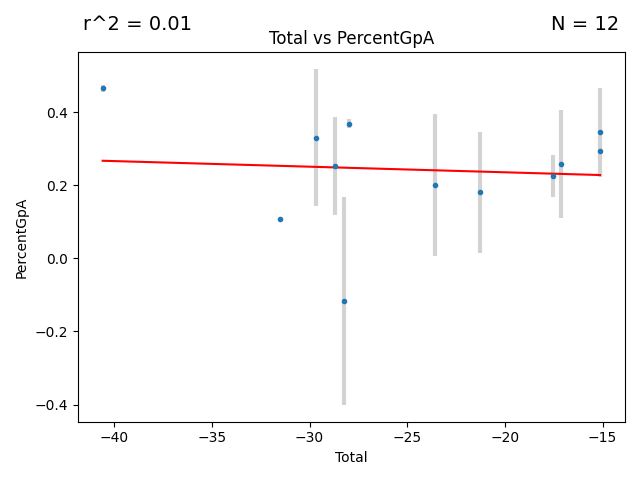 r^2 = 0.01
N = 12
Total vs PercentGpA
0.4
0.2
0.0
−0.2
−0.4
PercentGpA
−40
−35
−30
−25
−20
−15
Total